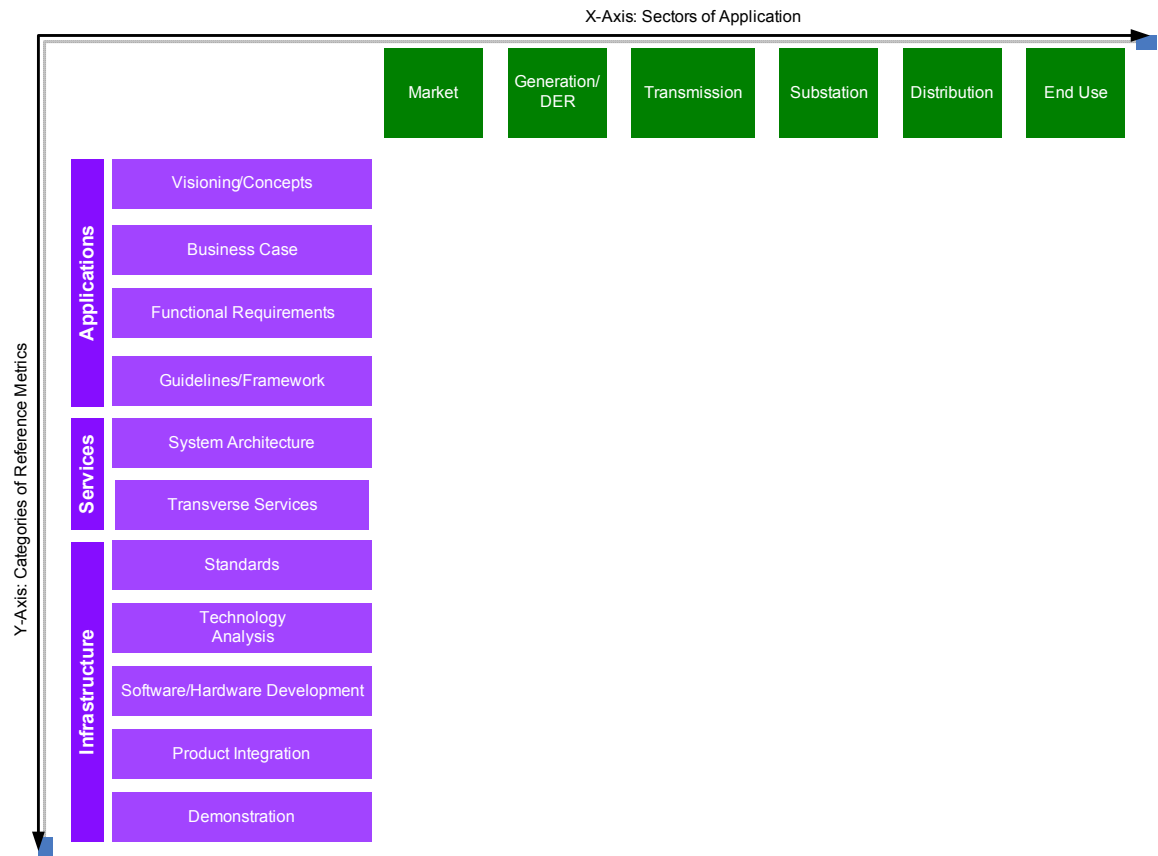 X-Axis: Sectors of Application
Market
Generation/
DER
Transmission
Substation
Distribution
End Use
Y-Axis: Categories of Reference Metrics
Applications
Visioning/Concepts
Business Case
Functional Requirements
Guidelines/Framework
Services
System Architecture
Transverse Services
Infrastructure
Standards
Technology
Analysis
Software/Hardware Development
Product Integration
Demonstration